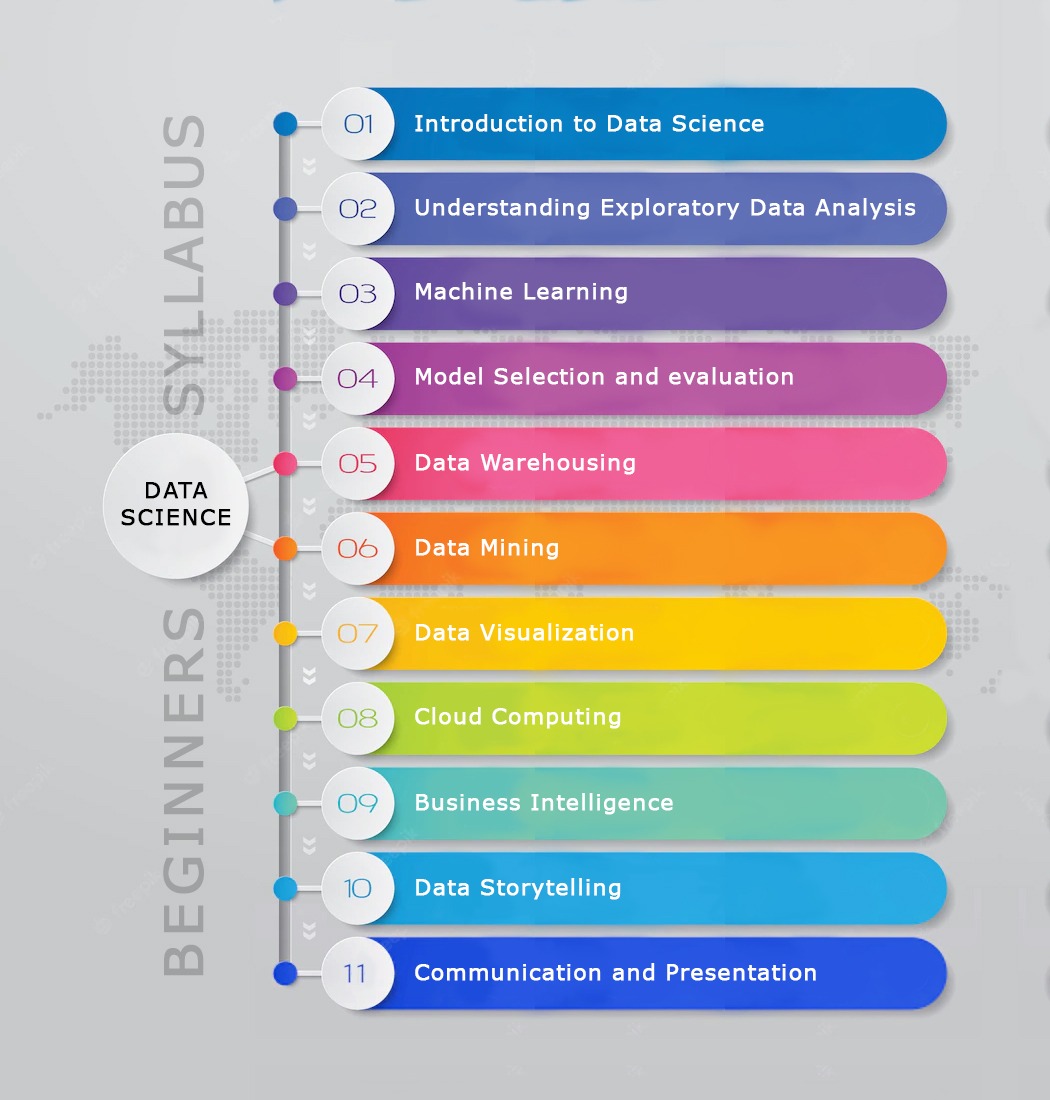 BEGINNERS SYLLABUS
DATA
SCIENCE
01 Introduction to Data Science
02 Understanding Exploratory Data Analysis
03 Machine Learning
04 Model Selection and evaluation
05 Data Warehousing
06 Data Mining
07 Data Visualization
08 Cloud Computing
09 Business Intelligence
10 Data Storytelling
11 Communication and Presentation